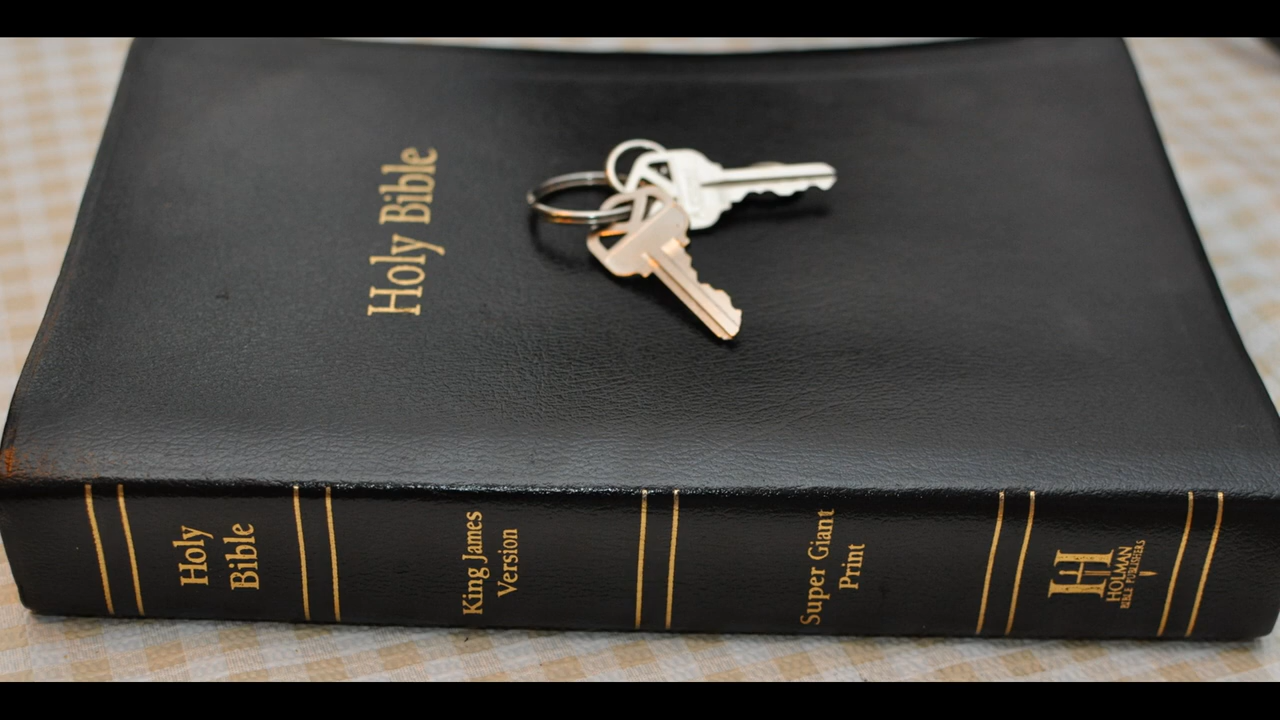 Holy Bible
Holy
Bible
King James
Version
Super Giant
Print
H
HOLMAN
BIBLE PUBLISHERS